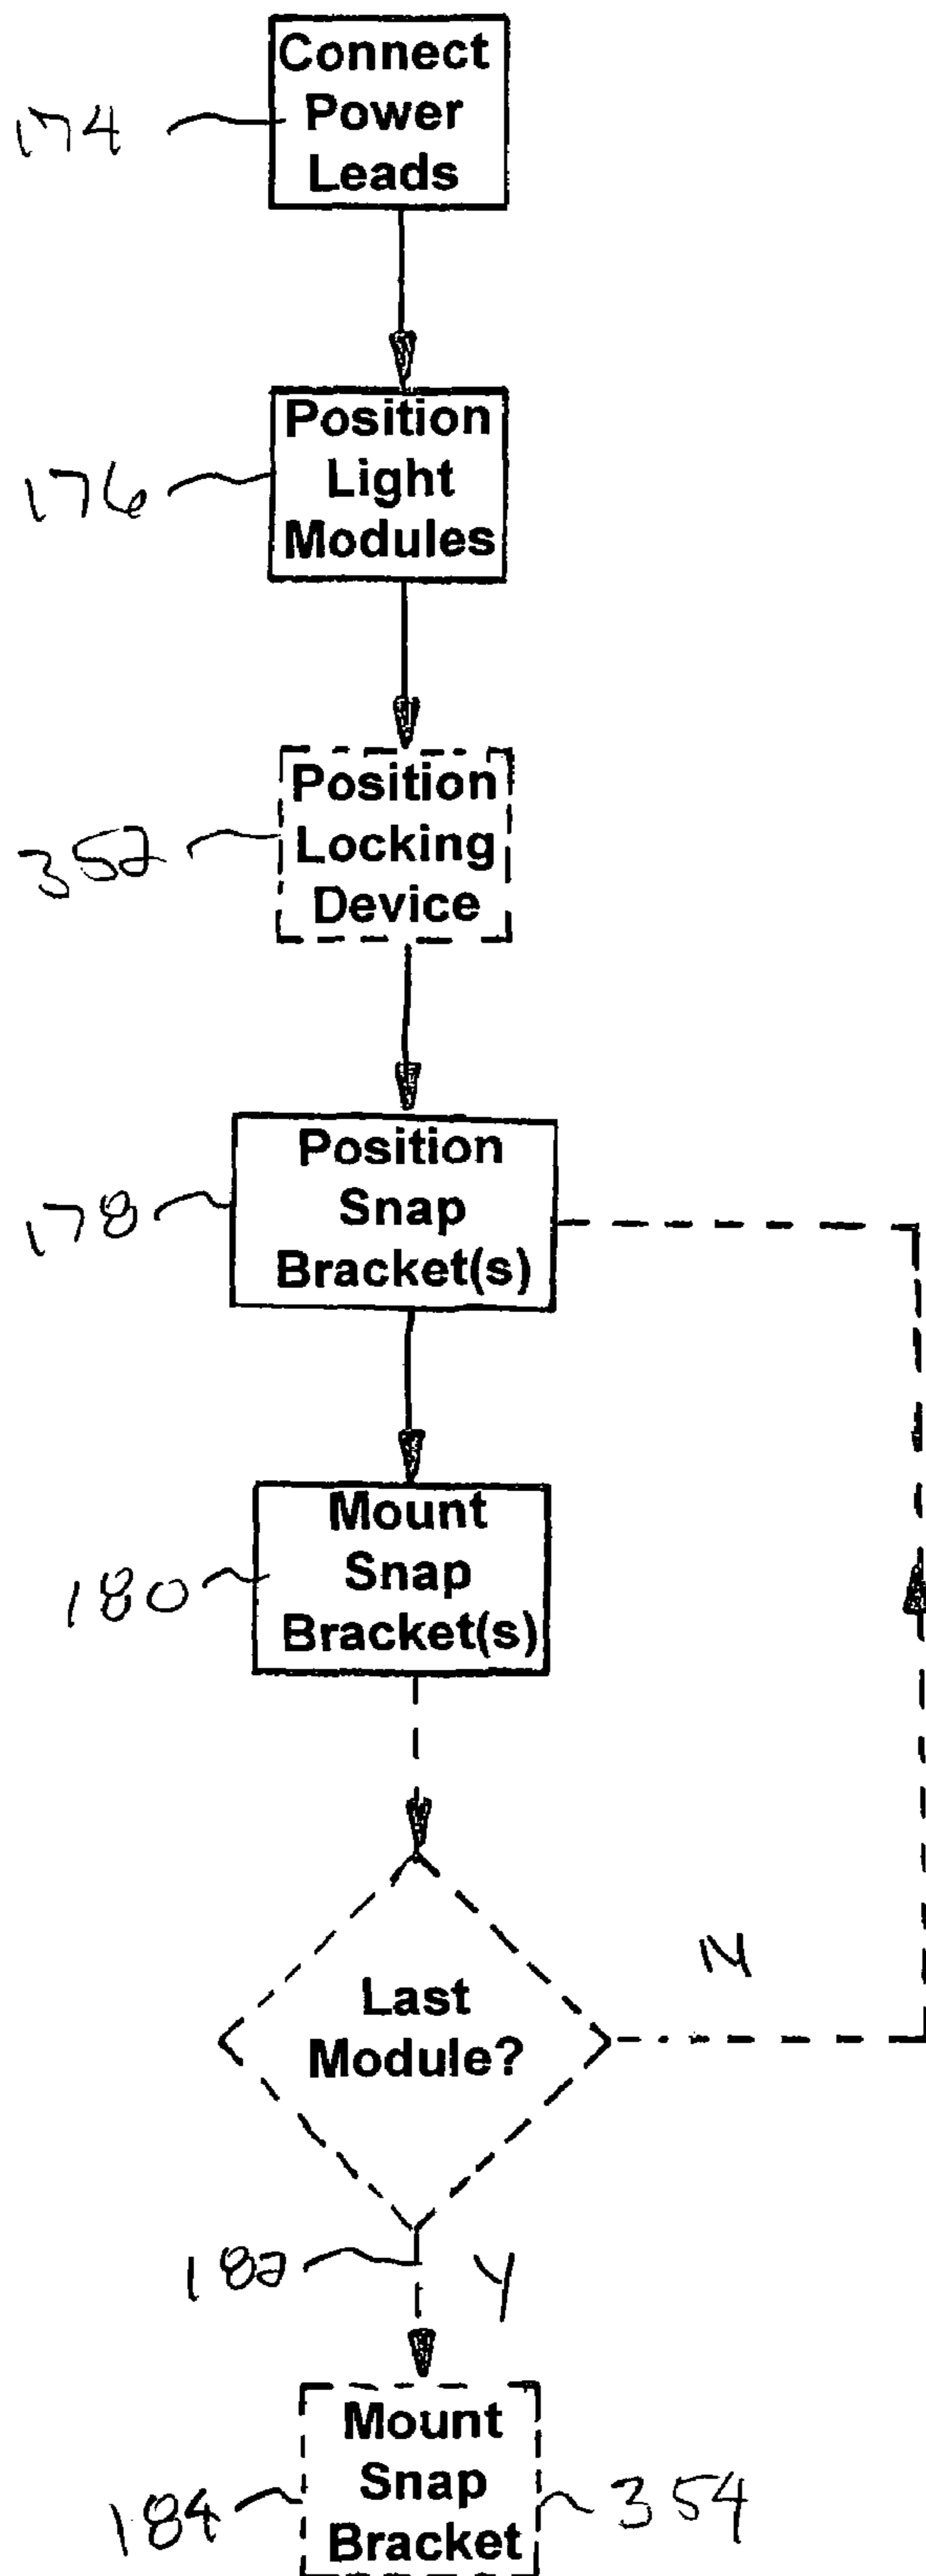 Connect
Power
Leads
174
Position
Light
Modules
176
Position
Locking
Device
352
Position
Snap
Bracket(s)
178
Mount
Snap
Bracket(s)
180
Last
Module?
N
182
Y
Mount
Snap
Bracket
184
354